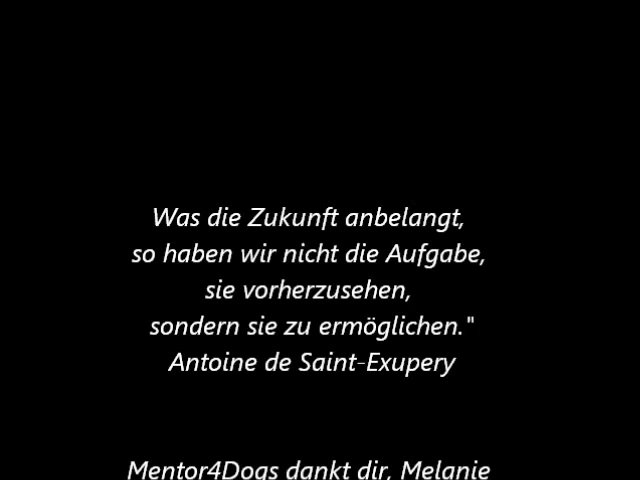 Was die Zukunft anbelangt,
so haben wir nicht die Aufgabe,
sie vorherzusehen,
sondern sie zu ermöglichen."
Antoine de Saint-Exupery
Mentor4Dogs dankt dir, Melanie